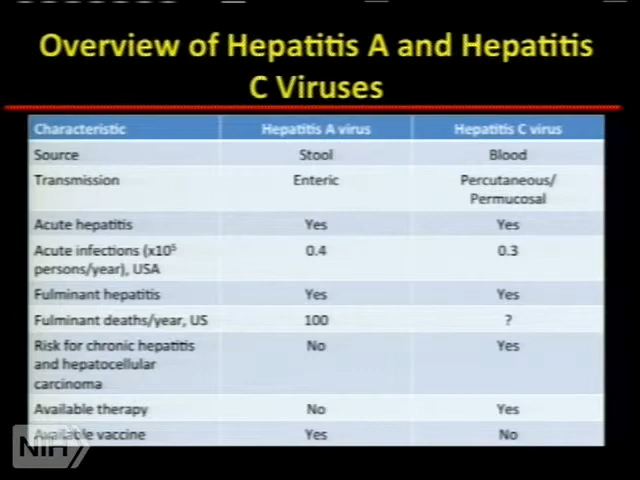 Overview of Hepatitis A and Hepatitis
C Viruses
Characteristic Hepatitis A virus Hepatitis C virus
Source Stool Blood
Transmission Enteric Percutaneous/
Permucosal
Acute hepatitis Yes Yes
Acute infections (x10⁵ 0.4 0.3
persons/year), USA
Fulminant hepatitis Yes Yes
Fulminant deaths/year, US 100 ?
Risk for chronic hepatitis No Yes
and hepatocellular
carcinoma
Available therapy No Yes
Available vaccine Yes No
NIH